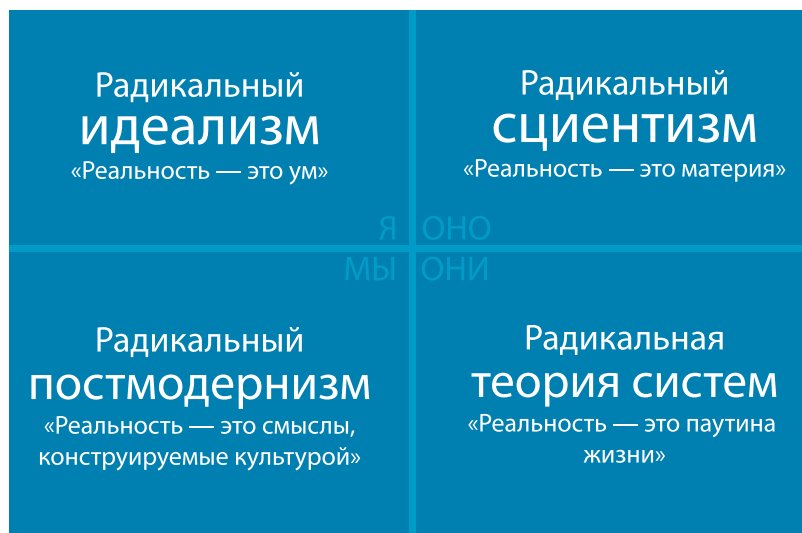 Радикальный
идеализм
«Реальность — это ум»
Радикальный
сциентизм
«Реальность — это материя»
Я
ОНО
МЫ
ОНИ
Радикальный
постмодернизм
«Реальность — это смыслы,
конструируемые культурой»
Радикальная
теория систем
«Реальность — это паутина
жизни»